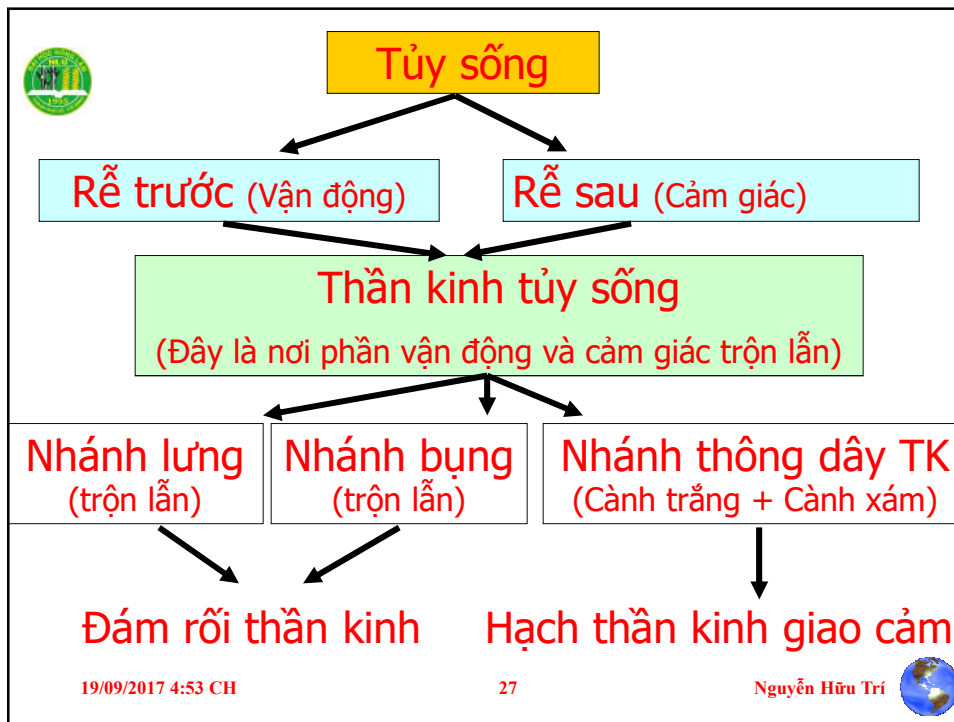 Tủy sống
Rễ trước (Vận động)
Rễ sau (Cảm giác)
Thần kinh tủy sống
(Đây là nơi phần vận động và cảm giác trộn lẫn)
Nhánh lưng
(trộn lẫn)
Nhánh bụng
(trộn lẫn)
Nhánh thông dây TK
(Cành trắng + Cành xám)
Đám rối thần kinh
Hạch thần kinh giao cảm
19/09/2017 4:53 CH
27
Nguyễn Hữu Trí
1955